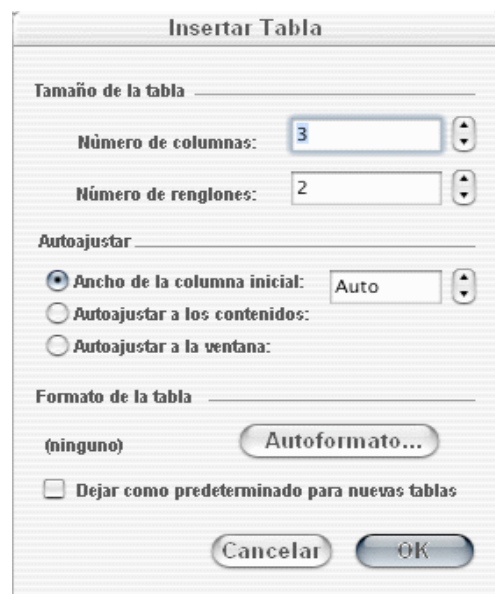 Insertar Tabla
Tamaño de la tabla
Número de columnas: 3
Número de renglones: 2
Autoajustar
Ancho de la columna inicial: Auto
Autoajustar a los contenidos:
Autoajustar a la ventana:
Formato de la tabla
(ninguno) Autoformato...
Dejar como predeterminado para nuevas tablas
Cancelar OK